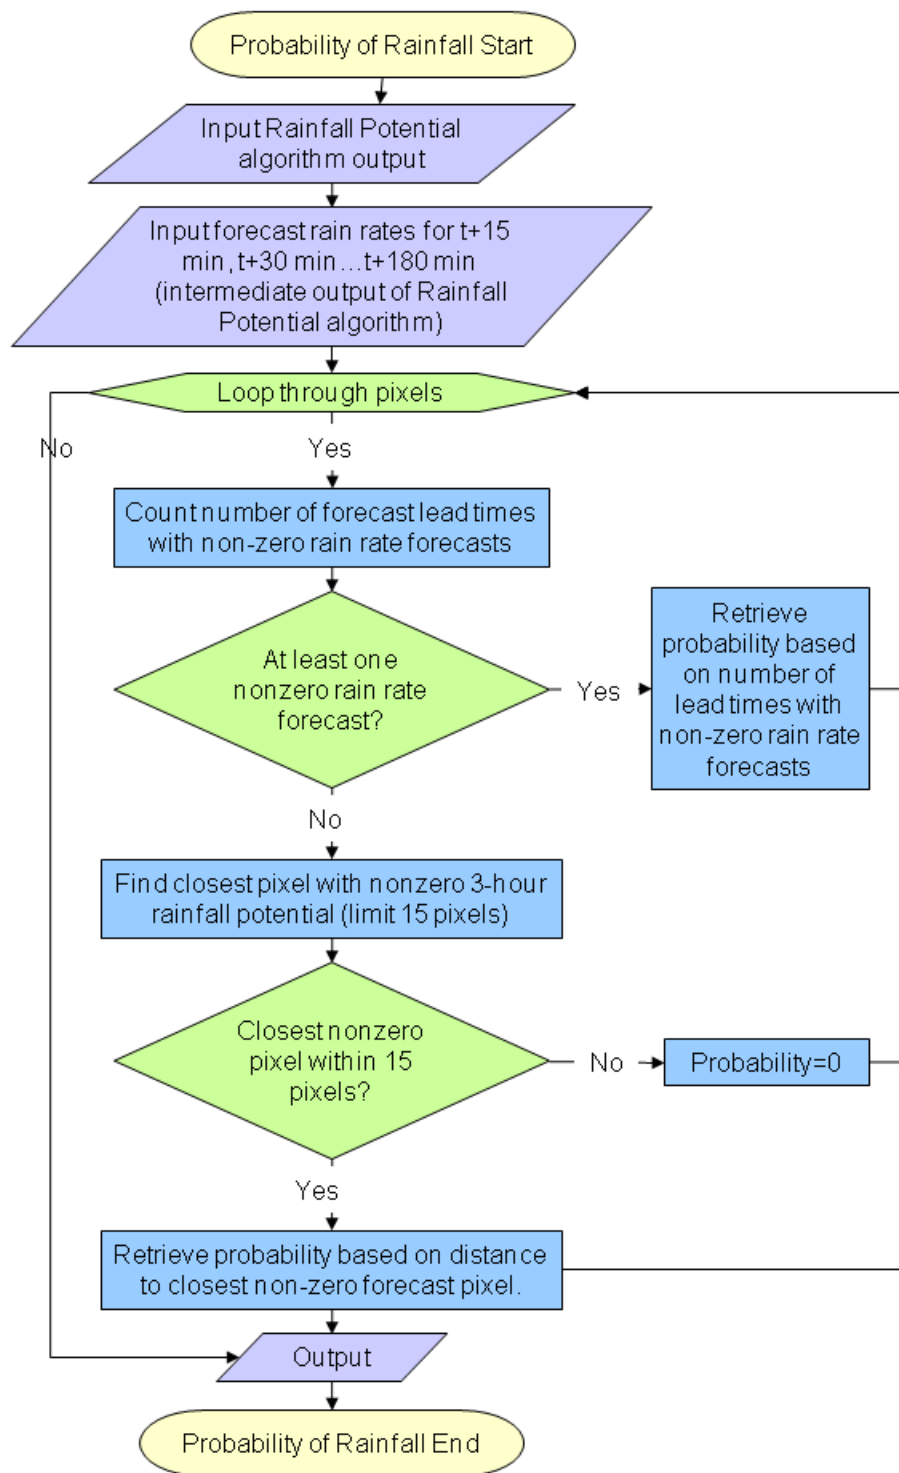 Probability of Rainfall Start
Input Rainfall Potential
algorithm output
Input forecast rain rates for t+15
min, t+30 min ...t+180 min
(intermediate output of Rainfall
Potential algorithm)
Loop through pixels
No
Yes
Count number of forecast lead times
with non-zero rain rate forecasts
At least one
nonzero rain rate
forecast?
Yes
Retrieve
probability based
on number of
lead times with
non-zero rain rate
forecasts
No
Find closest pixel with nonzero 3-hour
rainfall potential (limit 15 pixels)
Closest nonzero
pixel within 15
pixels?
No
Probability=0
Yes
Retrieve probability based on distance
to closest non-zero forecast pixel.
Output
Probability of Rainfall End